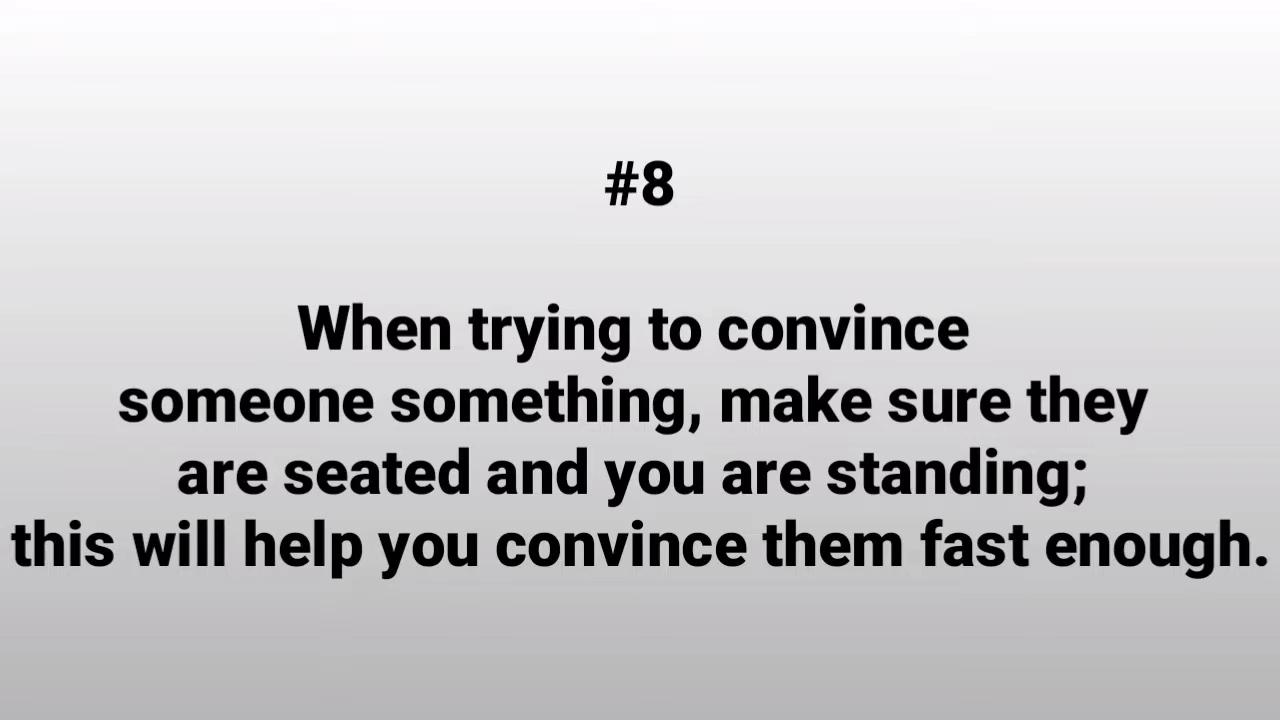 #8
When trying to convince
someone something, make sure they
are seated and you are standing;
this will help you convince them fast enough.